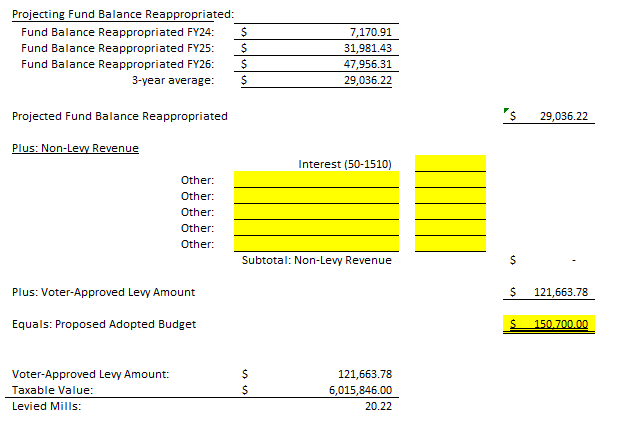 Projecting Fund Balance Reappropriated:
Fund Balance Reappropriated FY24: $ 7,170.91
Fund Balance Reappropriated FY25: $ 31,981.43
Fund Balance Reappropriated FY26: $ 47,956.31
3-year average: $ 29,036.22
Projected Fund Balance Reappropriated $ 29,036.22
Plus: Non-Levy Revenue
Interest (50-1510)
Other:
Other:
Other:
Other:
Other:
Subtotal: Non-Levy Revenue $ -
Plus: Voter-Approved Levy Amount $ 121,663.78
Equals: Proposed Adopted Budget $ 150,700.00
Voter-Approved Levy Amount: $ 121,663.78
Taxable Value: $ 6,015,846.00
Levied Mills: 20.22